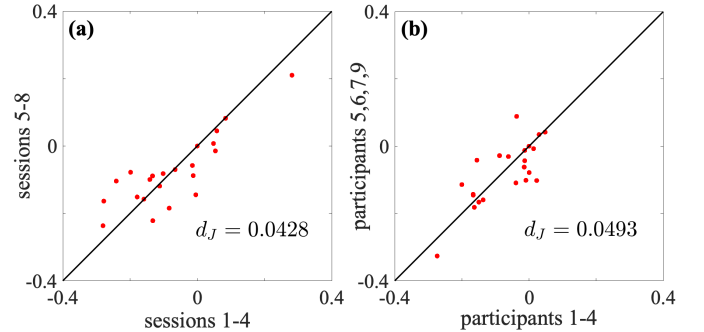 (a)
0.4
0
-0.4
-0.4
0
0.4
sessions 5-8
sessions 1-4
d_J = 0.0428
(b)
0.4
0
-0.4
-0.4
0
0.4
participants 5,6,7,9
participants 1-4
d_J = 0.0493